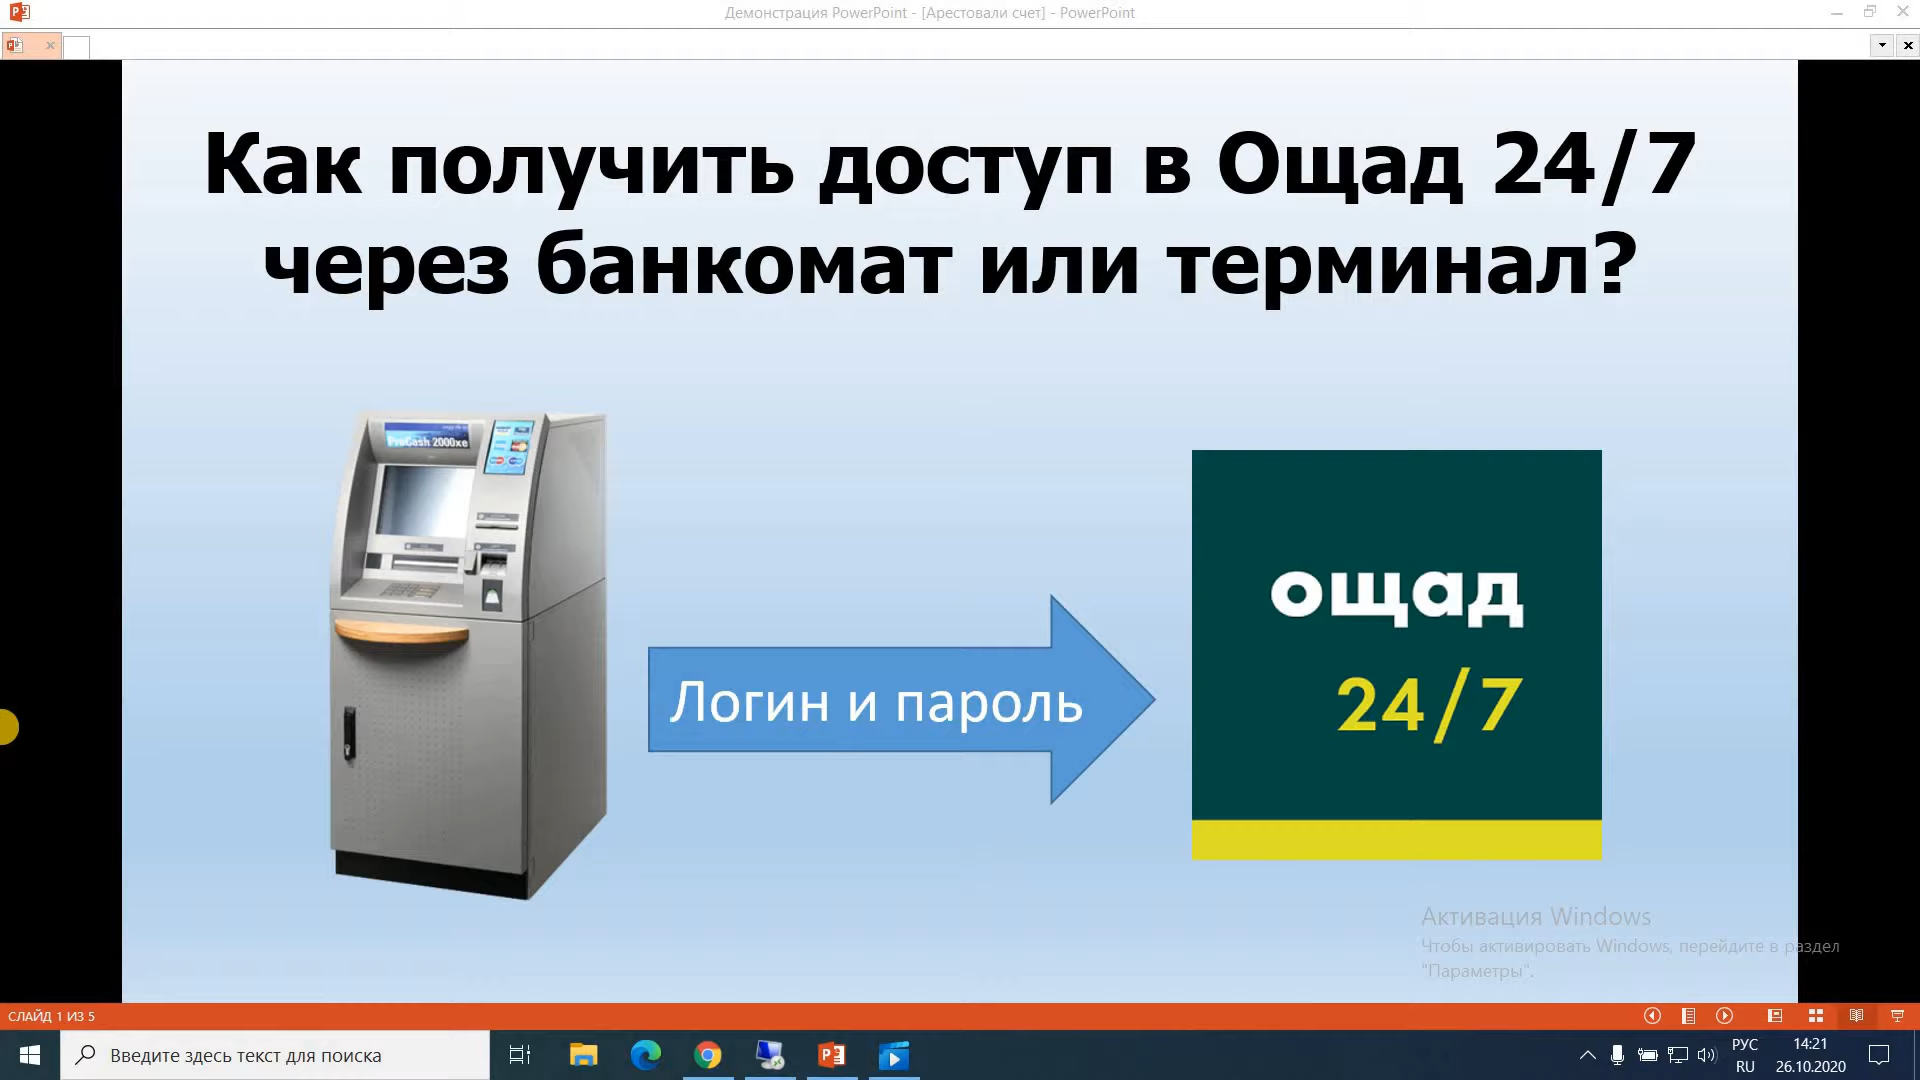 Демонстрация PowerPoint - [Арестовали счет] - PowerPoint
Как получить доступ в Ощад 24/7
через банкомат или терминал?
ProCash 2000xe
ощад
24/7
Логин и пароль
Активация Windows
Чтобы активировать Windows, перейдите в раздел
"Параметры".
СЛАЙД 1 ИЗ 5
Введите здесь текст для поиска
РУС
RU
14:21
26.10.2020